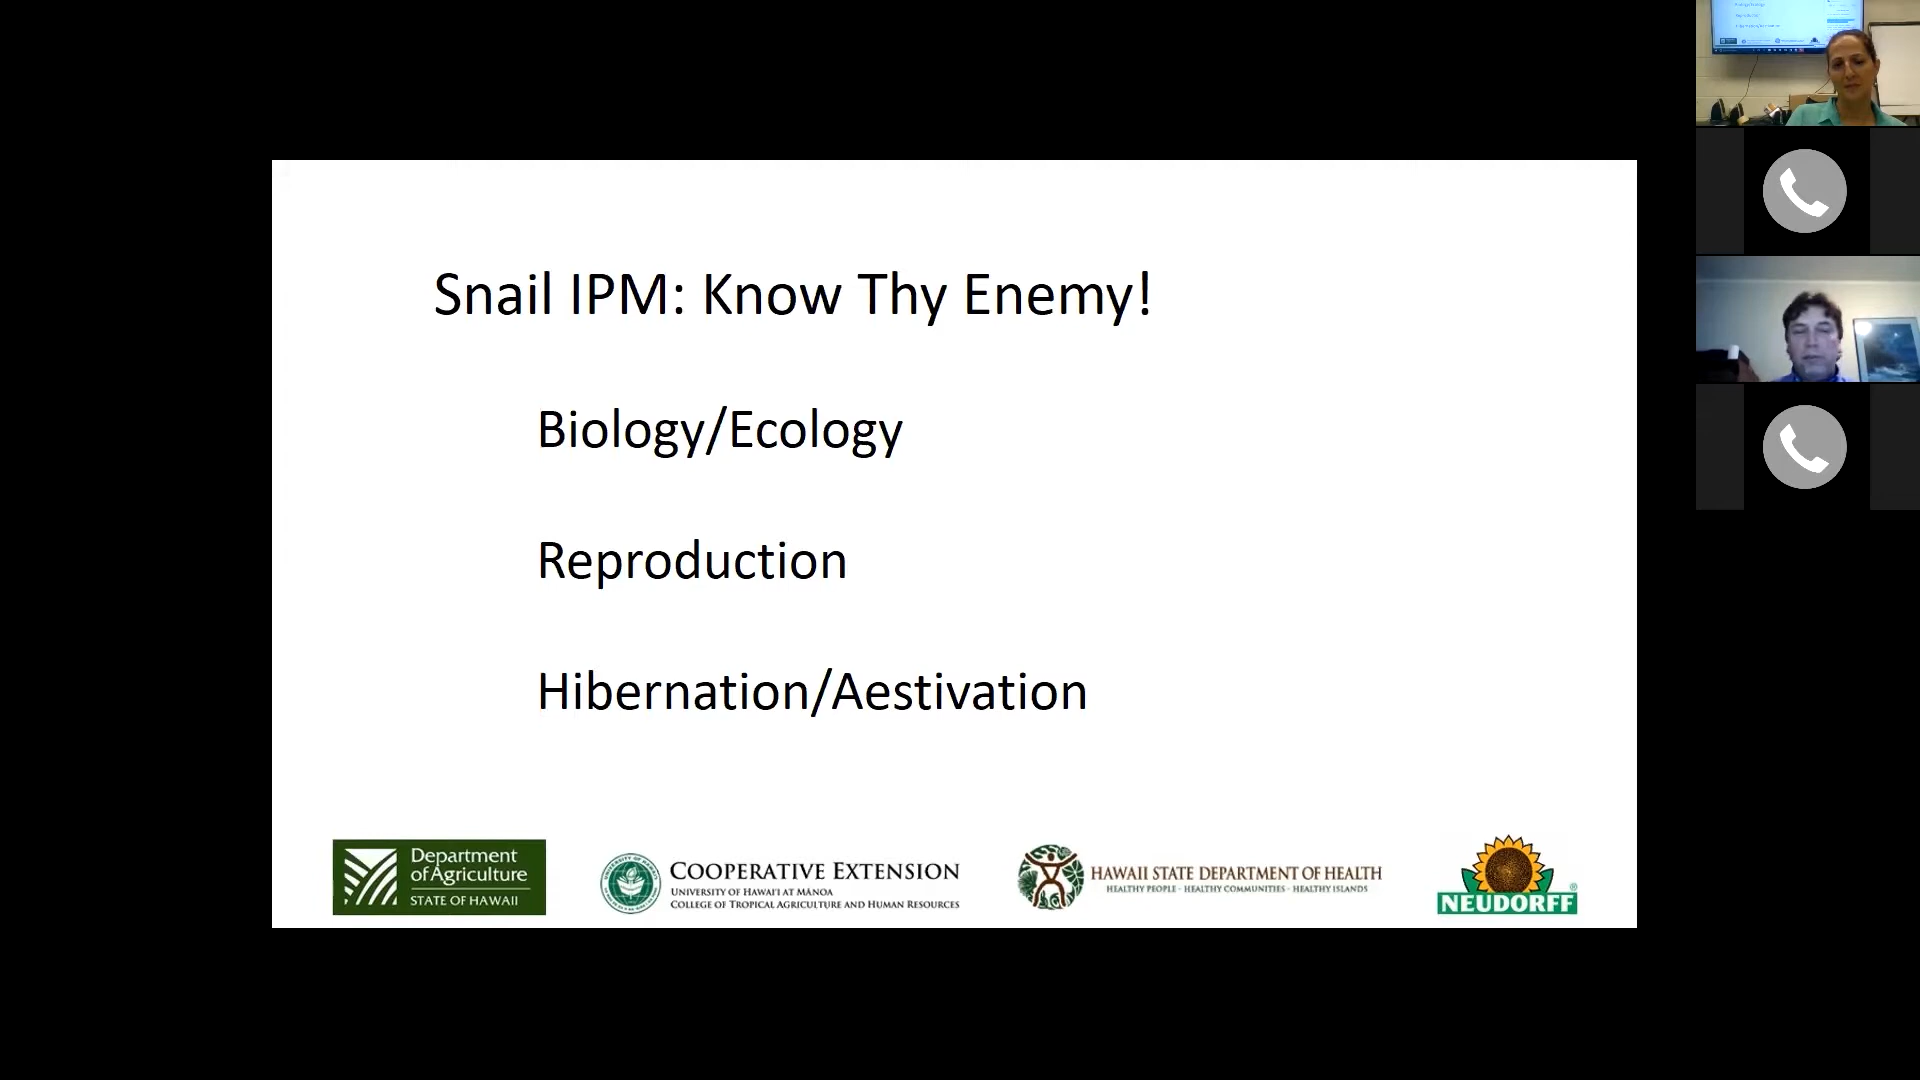 Snail IPM: Know Thy Enemy!
Biology/Ecology
Reproduction
Hibernation/Aestivation
Department
of Agriculture
STATE OF HAWAII
COOPERATIVE EXTENSION
UNIVERSITY OF HAWAI'I AT MĀNOA
COLLEGE OF TROPICAL AGRICULTURE AND HUMAN RESOURCES
HAWAII STATE DEPARTMENT OF HEALTH
HEALTHY PEOPLE - HEALTHY COMMUNITIES - HEALTHY ISLANDS
NEUDORFF®